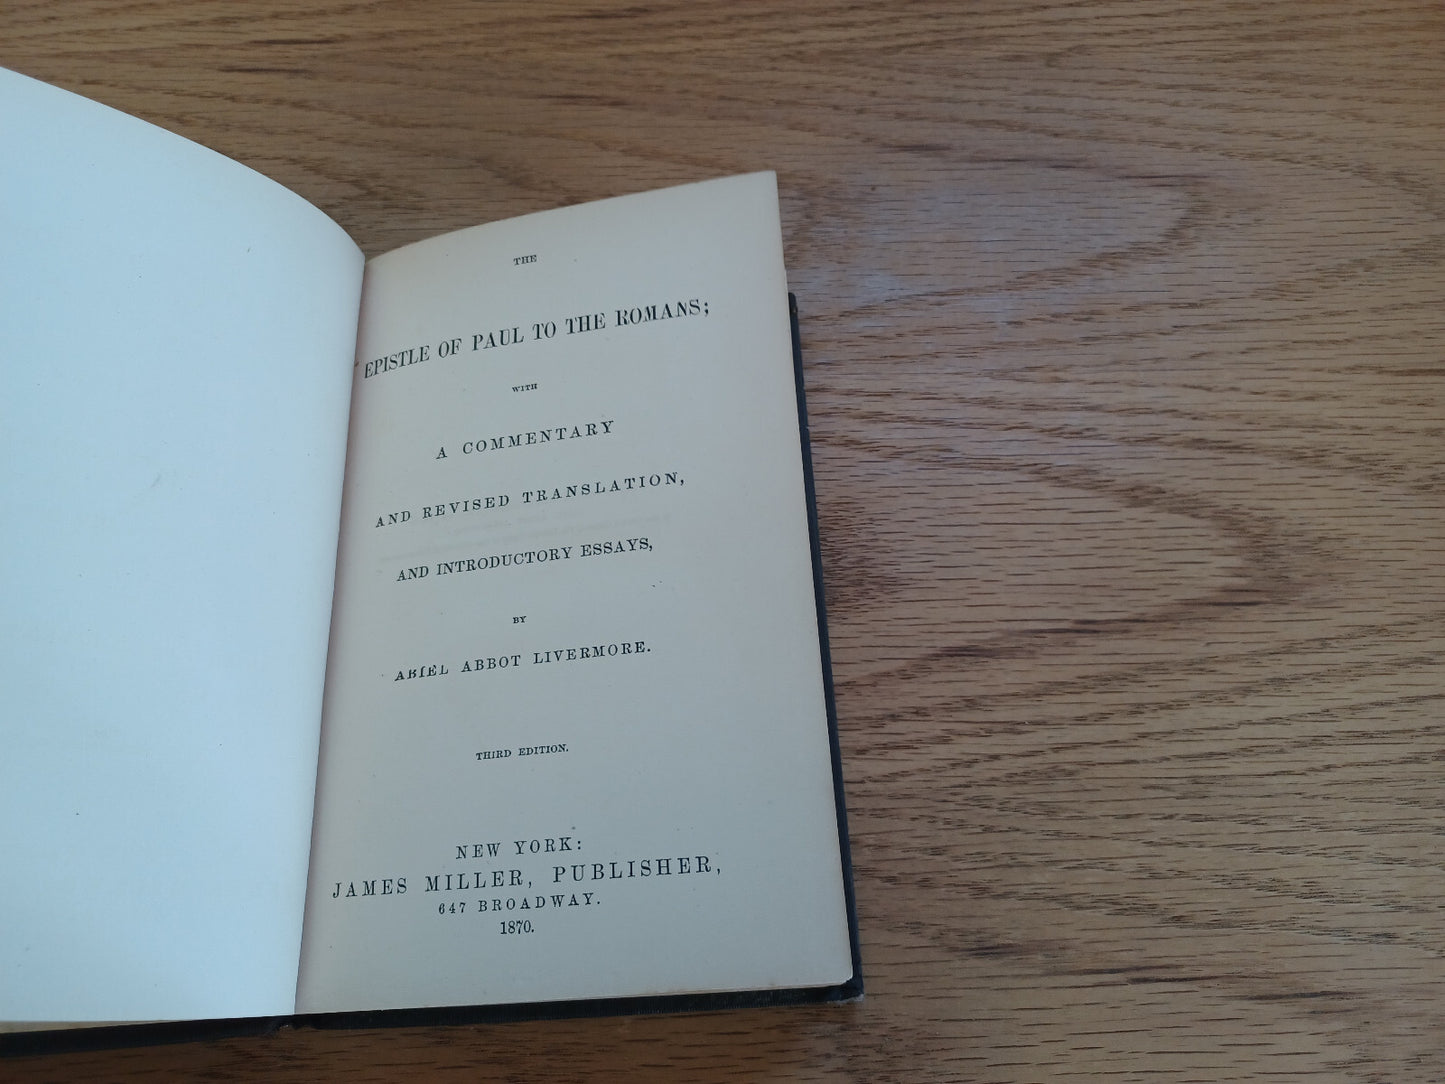 THE
EPISTLE OF PAUL TO THE ROMANS;
WITH
A COMMENTARY
AND REVISED TRANSLATION,
AND INTRODUCTORY ESSAYS,
BY
ABIEL ABBOT LIVERMORE.
THIRD EDITION.
NEW YORK:
JAMES MILLER, PUBLISHER,
647 BROADWAY.
1870.